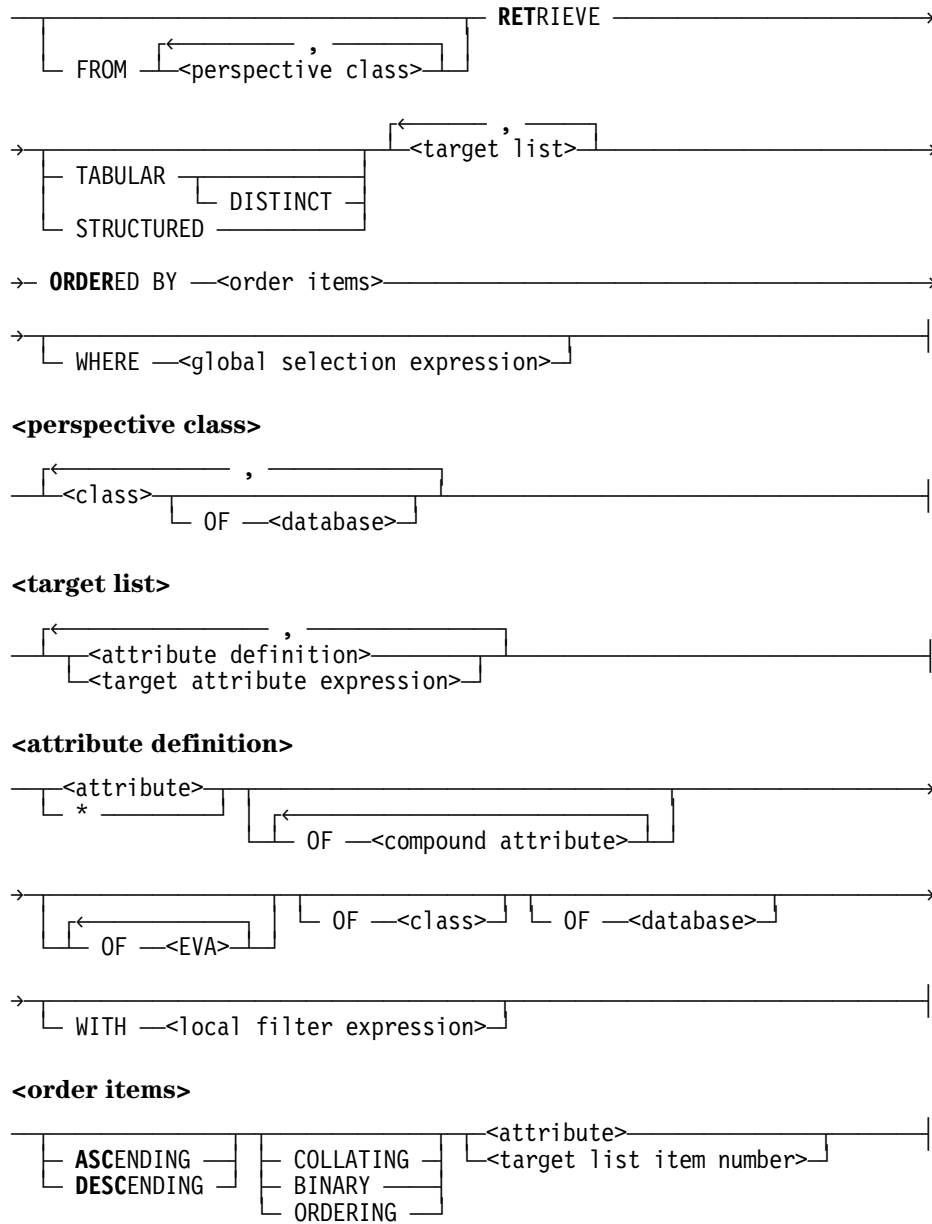 RETRIEVE
,
FROM <perspective class>
,
<target list>
TABULAR
DISTINCT
STRUCTURED
ORDERED BY <order items>
WHERE <global selection expression>
<perspective class>
,
<class>
OF <database>
<target list>
,
<attribute definition>
<target attribute expression>
<attribute definition>
<attribute>
*
OF <compound attribute>
OF <class> OF <database>
OF <EVA>
WITH <local filter expression>
<order items>
<attribute>
ASCENDING COLLATING <target list item number>
DESCENDING BINARY
ORDERING